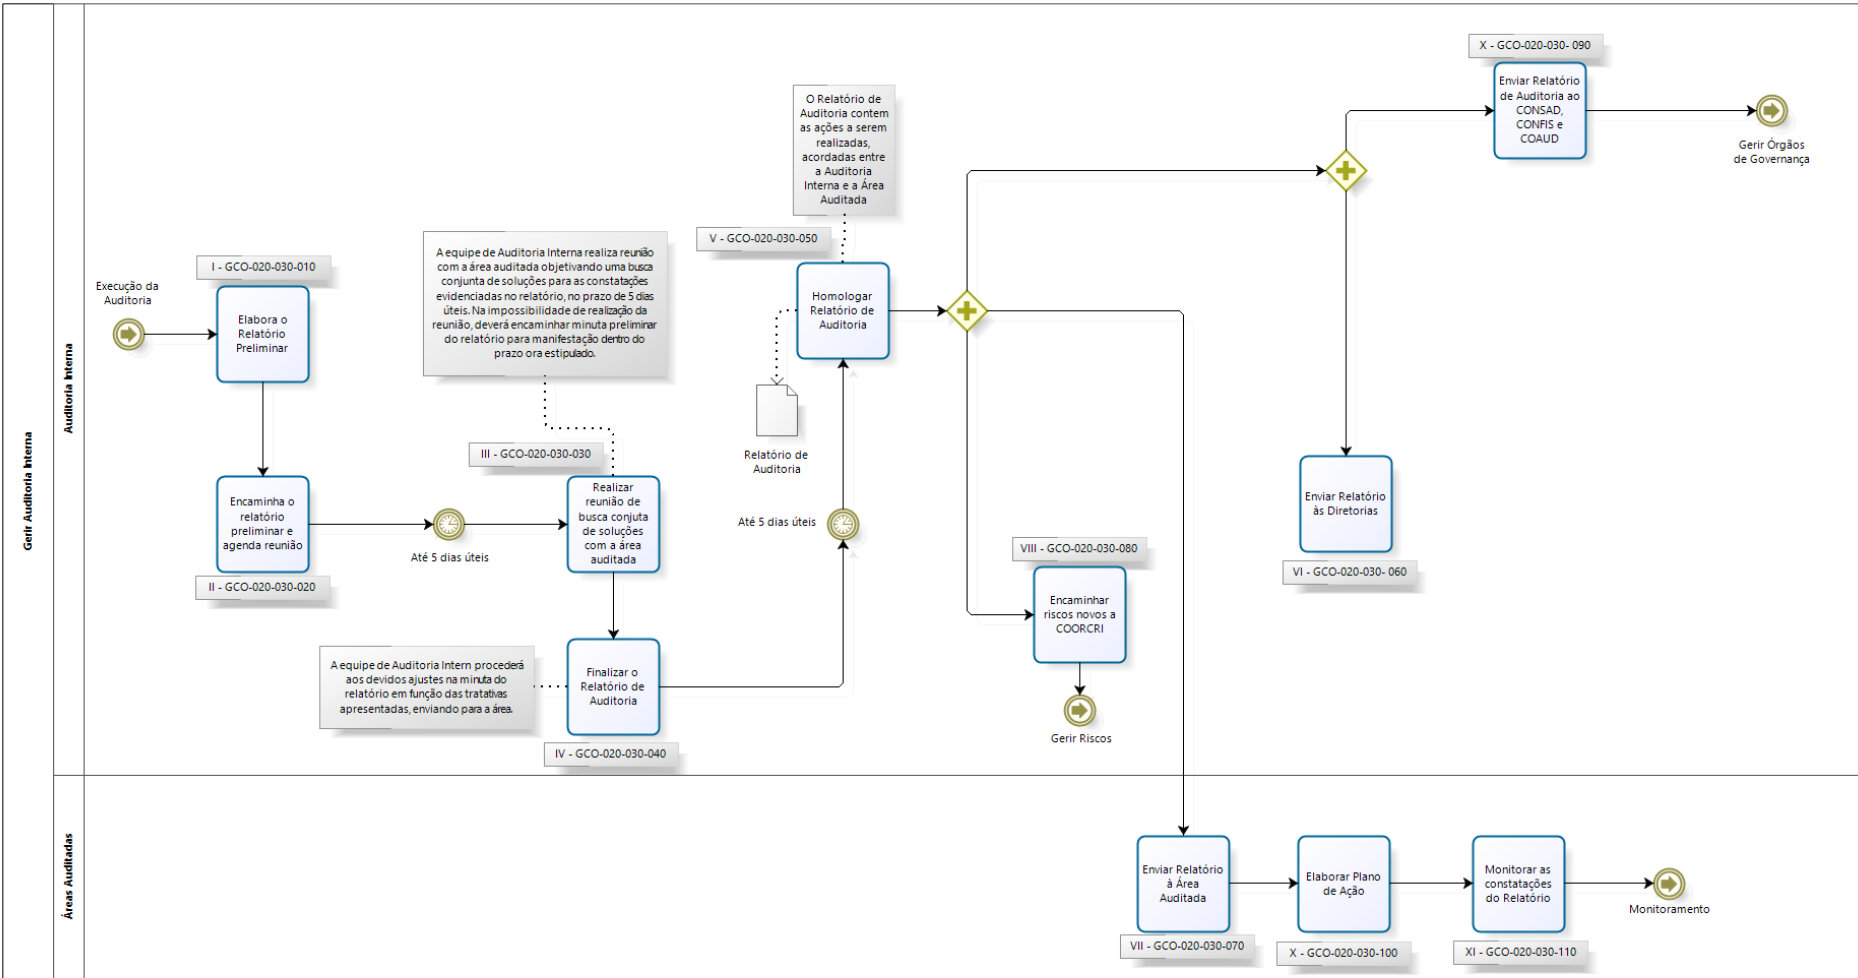 Gerir Auditoria Interna
Auditoria Interna
Execução da
Auditoria
I - GCO-020-030-010
Elabora o
Relatório
Preliminar
Encaminha o
relatório
preliminar e
agenda reunião
II - GCO-020-030-020
Até 5 dias úteis
A equipe de Auditoria Interna realiza reunião
com a área auditada objetivando uma busca
conjunta de soluções para as constatações
evidenciadas no relatório, no prazo de 5 dias
úteis. Na impossibilidade de realização da
reunião, deverá encaminhar minuta preliminar
do relatório para manifestação dentro do
prazo ora estipulado.
III - GCO-020-030-030
Realizar
reunião de
busca conjuta
de soluções
com a área
auditada
A equipe de Auditoria Intern procederá
aos devidos ajustes na minuta do
relatório em função das tratativas
apresentadas, enviando para a área.
Finalizar o
Relatório de
Auditoria
IV - GCO-020-030-040
Até 5 dias úteis
O Relatório de
Auditoria contem
as ações a serem
realizadas,
acordadas entre
a Auditoria
Interna e a Área
Auditada
V - GCO-020-030-050
Homologar
Relatório de
Auditoria
Relatório de
Auditoria
VIII - GCO-020-030-080
Encaminhar
riscos novos a
COORCRI
Gerir Riscos
X - GCO-020-030- 090
Enviar Relatório
de Auditoria ao
CONSAD,
CONFIS e
COAUD
Gerir Órgãos
de Governança
Enviar Relatório
às Diretorias
VI - GCO-020-030- 060
Áreas Auditadas
Enviar Relatório
à Área
Auditada
VII - GCO-020-030-070
Elaborar Plano
de Ação
X - GCO-020-030-100
Monitorar as
constatações
do Relatório
XI - GCO-020-030-110
Monitoramento